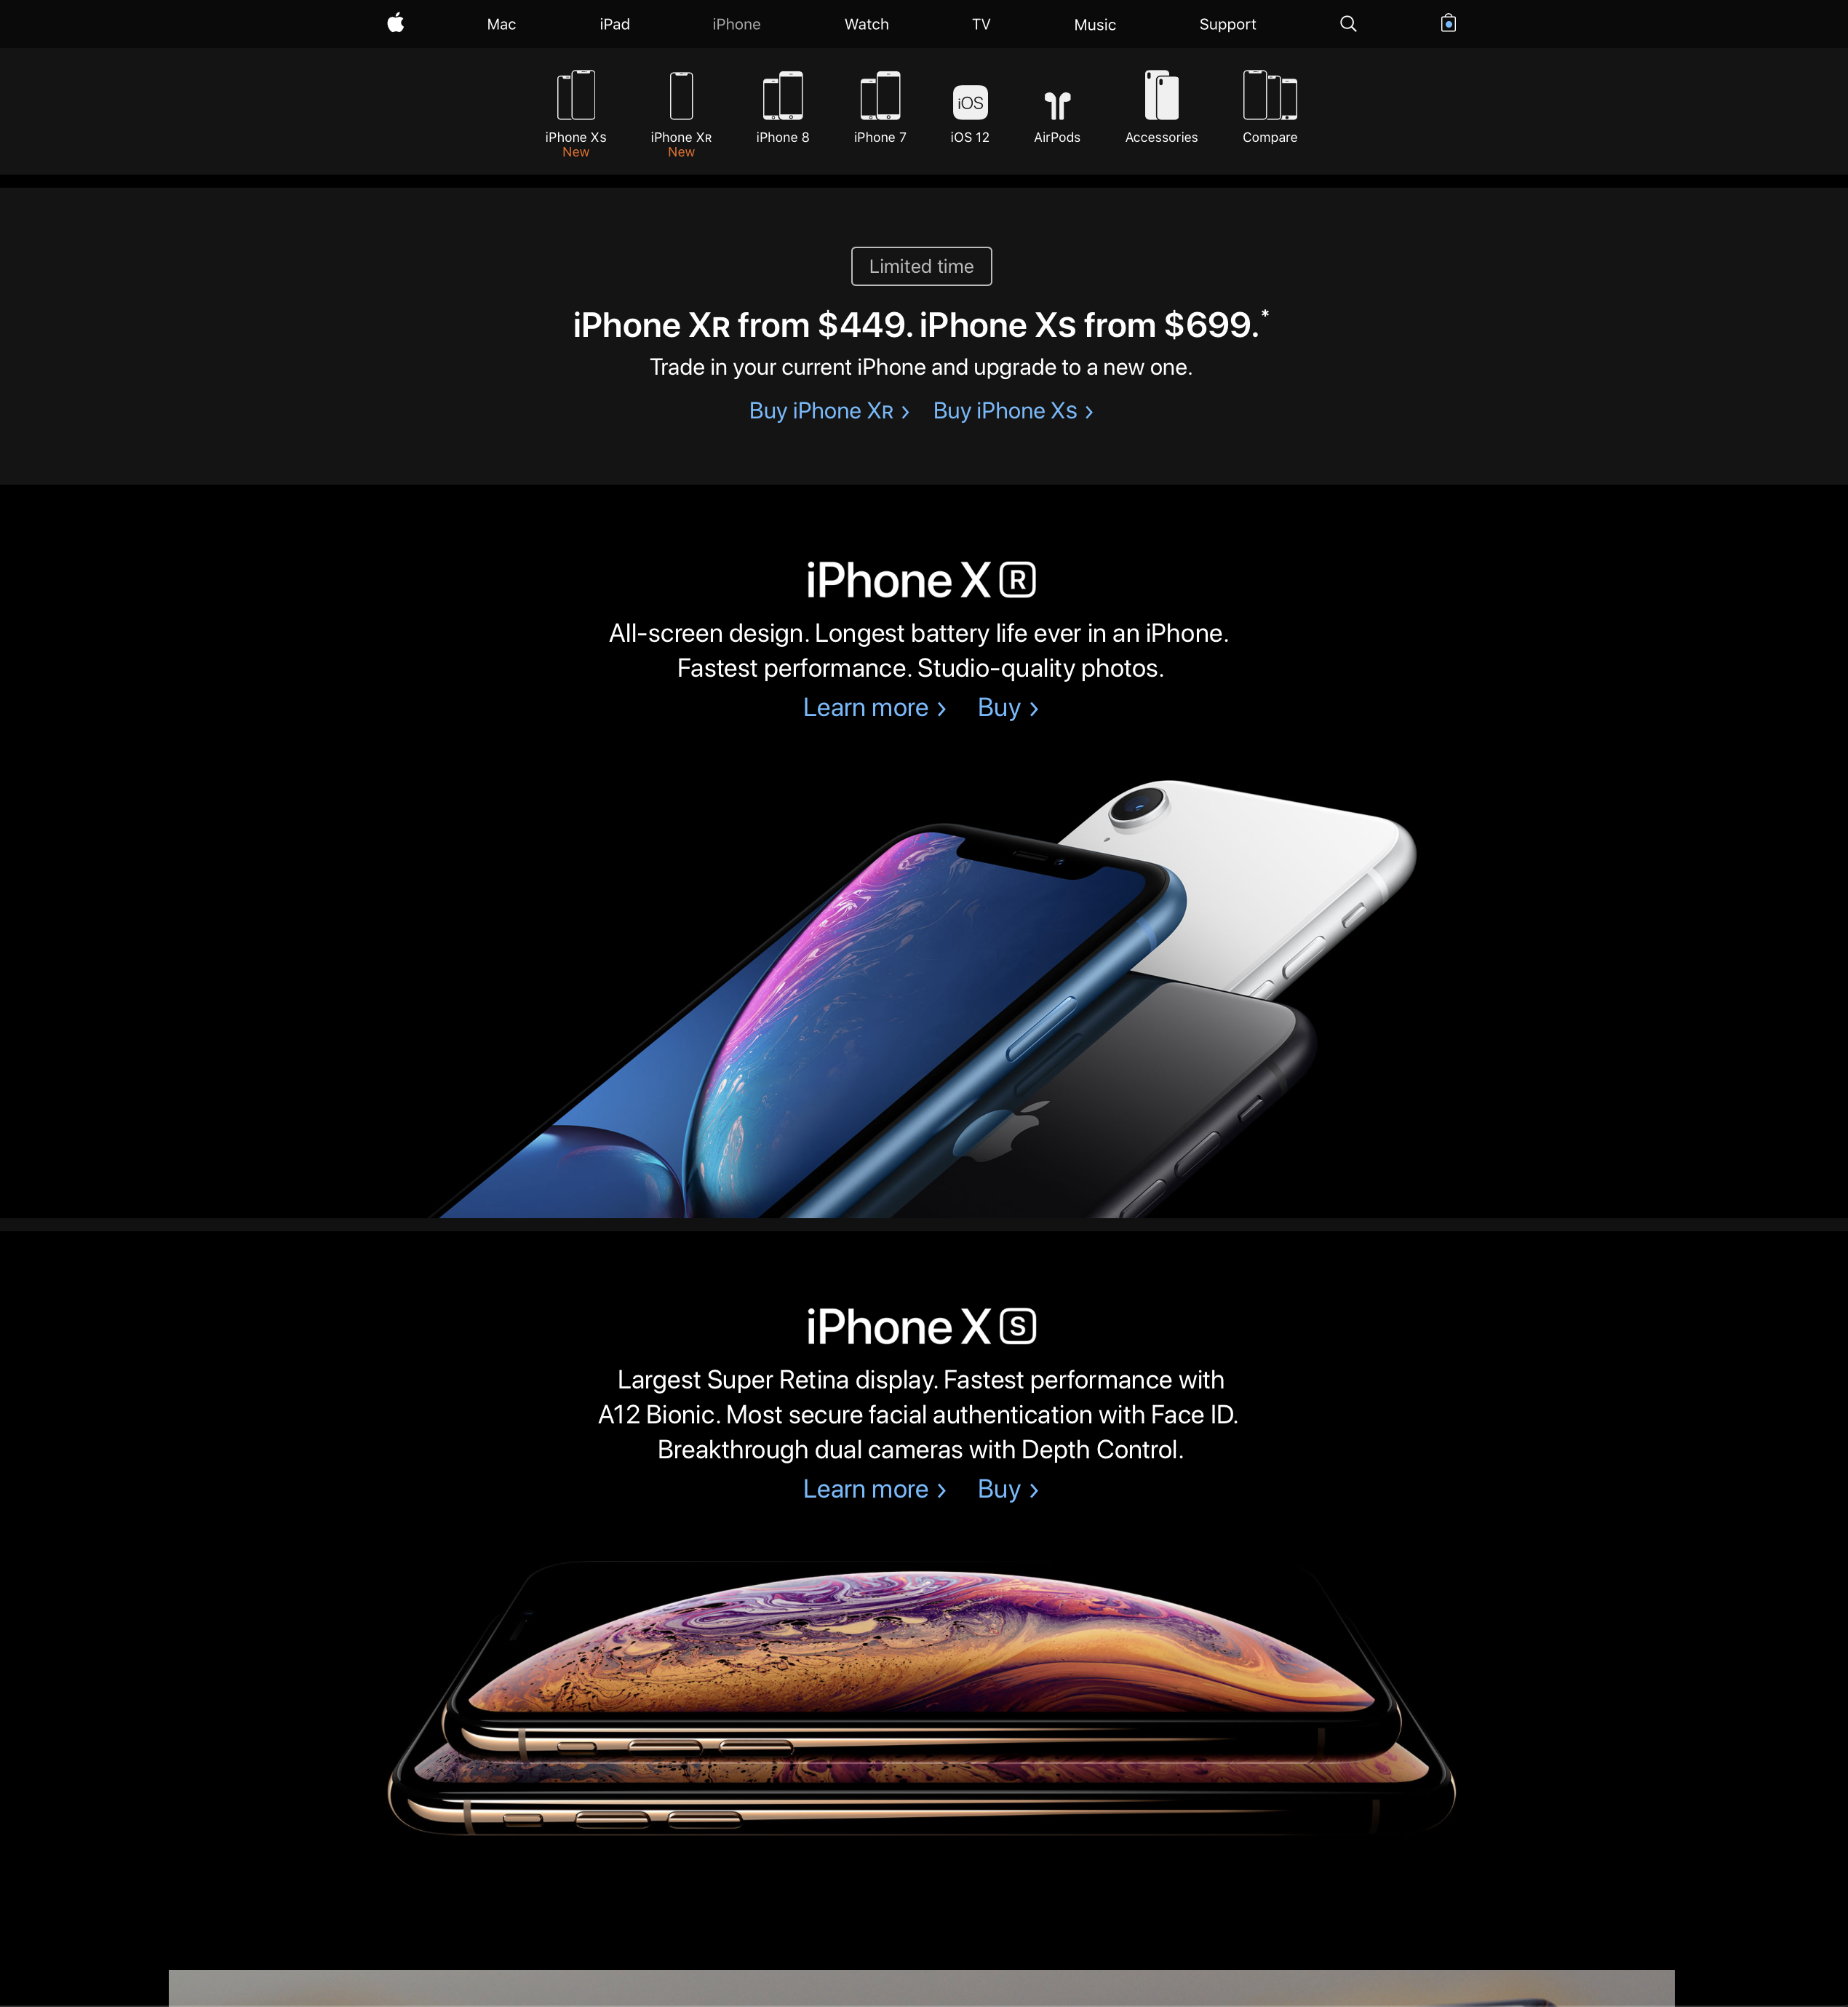 Mac
iPad
iPhone
Watch
TV
Music
Support
iOS
iPhone Xs
New
iPhone XR
New
iPhone 8
iPhone 7
iOS 12
AirPods
Accessories
Compare
Limited time
iPhone XR from $449. iPhone Xs from $699.*
Trade in your current iPhone and upgrade to a new one.
Buy iPhone XR › Buy iPhone Xs ›
iPhone X R
All-screen design. Longest battery life ever in an iPhone.
Fastest performance. Studio-quality photos.
Learn more › Buy ›
iPhone X S
Largest Super Retina display. Fastest performance with
A12 Bionic. Most secure facial authentication with Face ID.
Breakthrough dual cameras with Depth Control.
Learn more › Buy ›